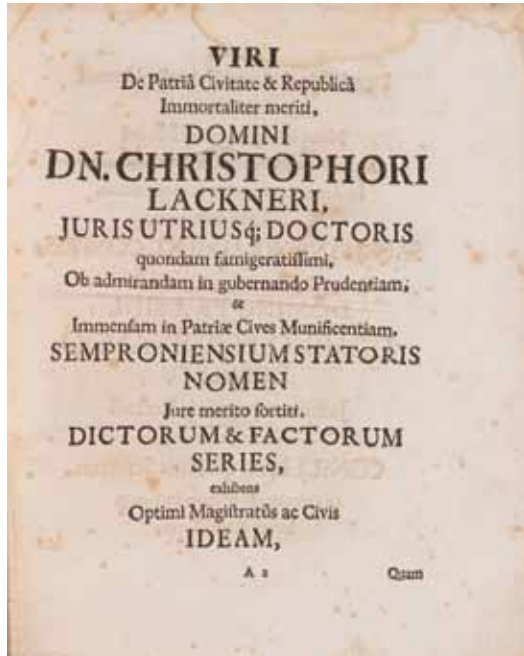 VIRI
De Patriâ Civitate & Republicâ
Immortaliter meriti,
DOMINI
DN. CHRISTOPHORI
LACKNERI,
JURIS UTRIUSq́; DOCTORIS
quondam famigeratiſſimi,
Ob admirandam in gubernando Prudentiam,
&
Immenſam in Patriæ Cives Munificentiam,
SEMPRONIENSIUM STATORIS
NOMEN
Jure merito ſortiti,
DICTORUM & FACTORUM
SERIES,
exhibens
Optimi Magiſtratûs ac Civis
IDEAM,
A 2 Quam